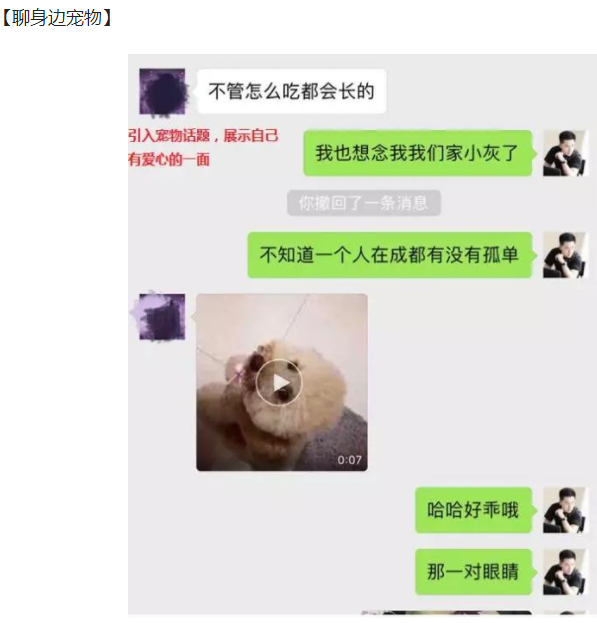 【聊身边宠物】
不管怎么吃都会长的
引入宠物话题，展示自己
有爱心的一面
我也想念我我们家小灰了
你撤回了一条消息
不知道一个人在成都有没有孤单
0:07
哈哈好乖哦
那一对眼睛